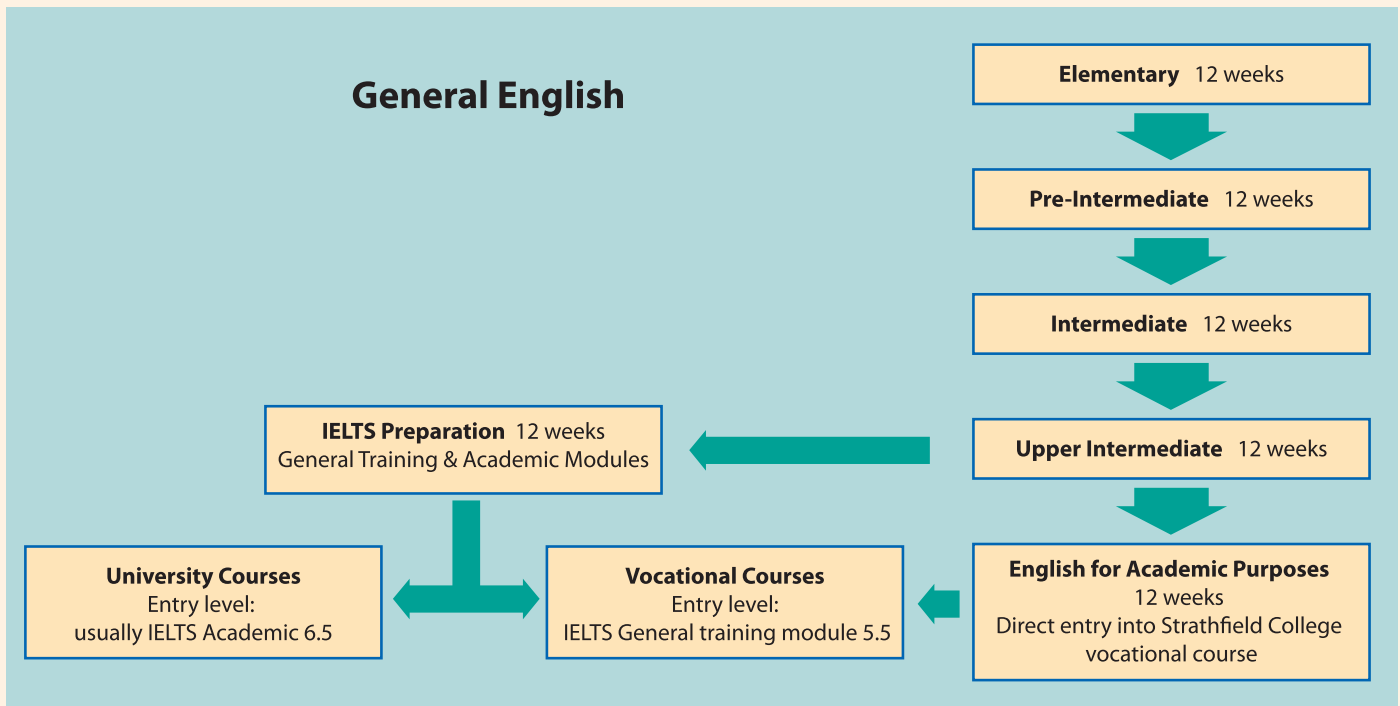 General English
Elementary 12 weeks
Pre-Intermediate 12 weeks
Intermediate 12 weeks
Upper Intermediate 12 weeks
IELTS Preparation 12 weeks
General Training & Academic Modules
University Courses
Entry level:
usually IELTS Academic 6.5
Vocational Courses
Entry level:
IELTS General training module 5.5
English for Academic Purposes
12 weeks
Direct entry into Strathfield College
vocational course